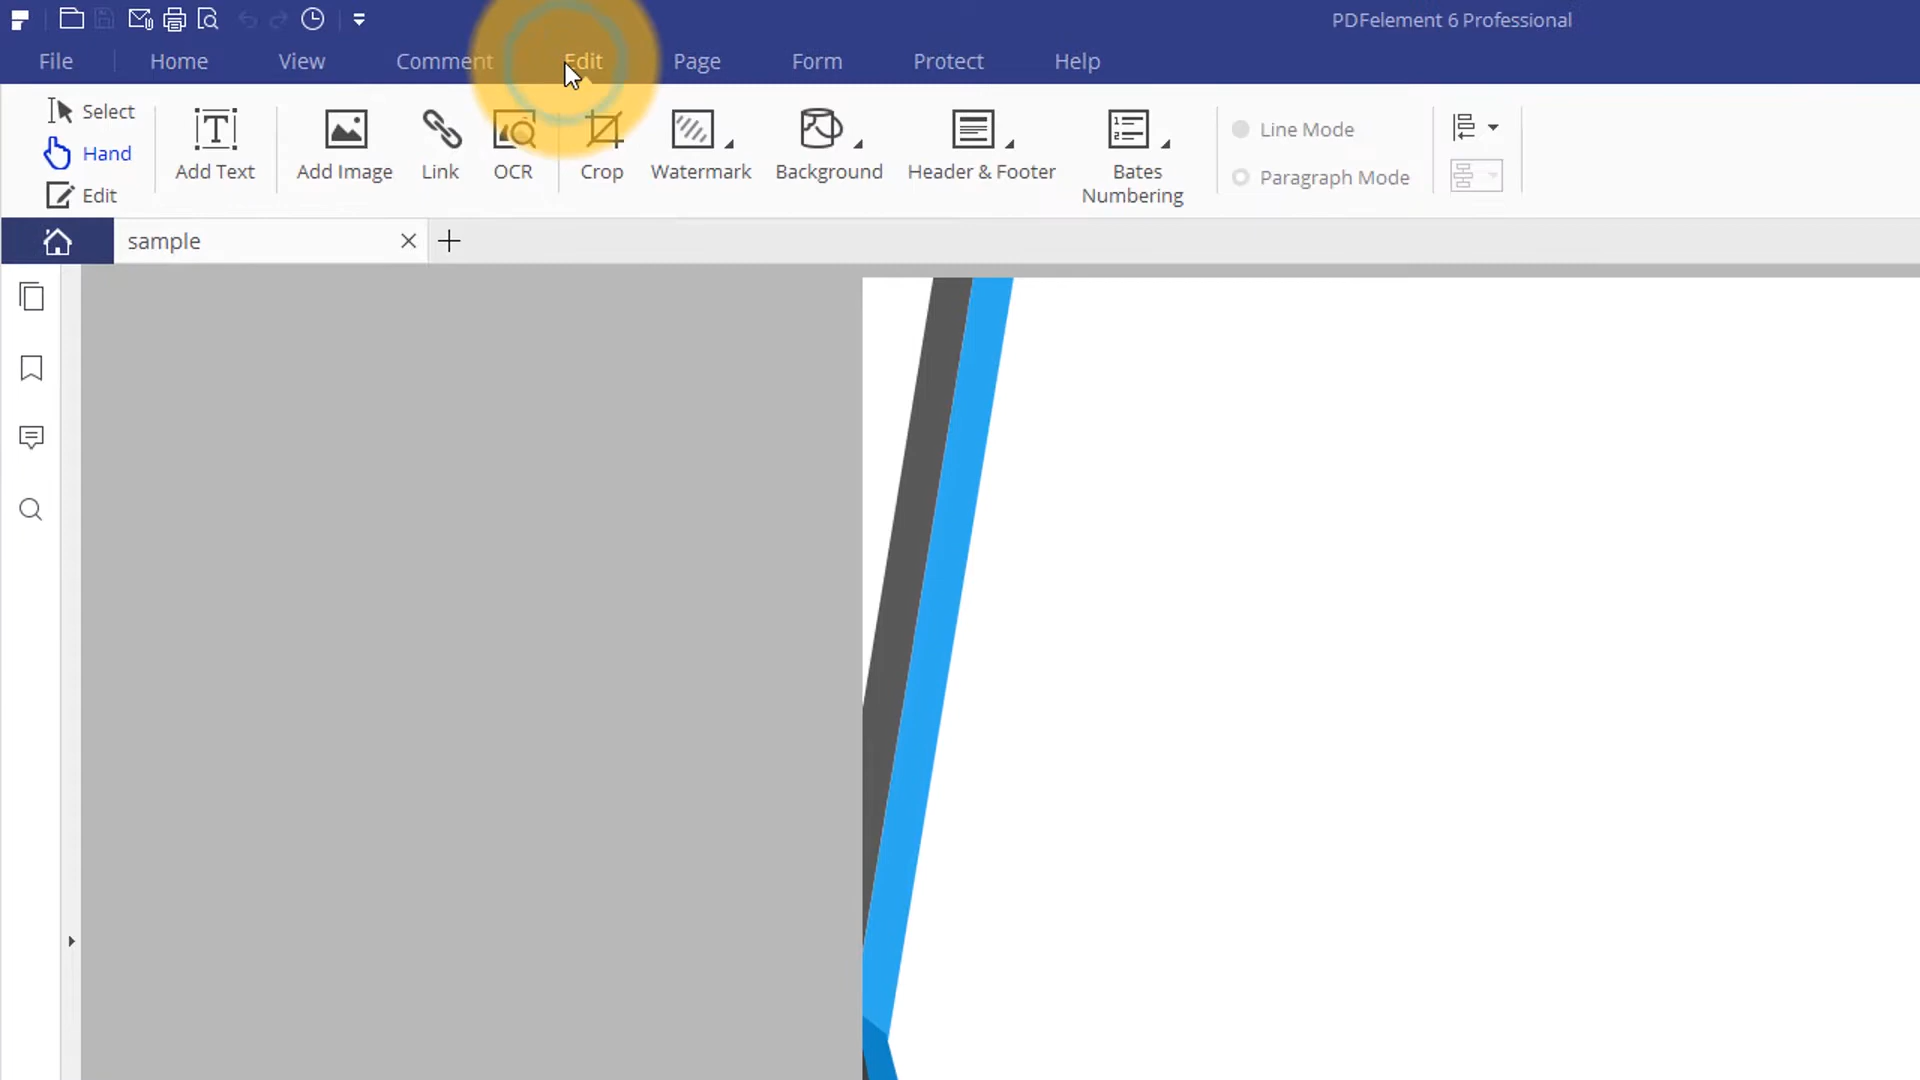 PDFelement 6 Professional
File Home View Comment Edit Page Form Protect Help
Select
Hand
Edit
Add Text
Add Image
Link
OCR
Crop
Watermark
Background
Header & Footer
Bates
Numbering
Line Mode
Paragraph Mode
sample